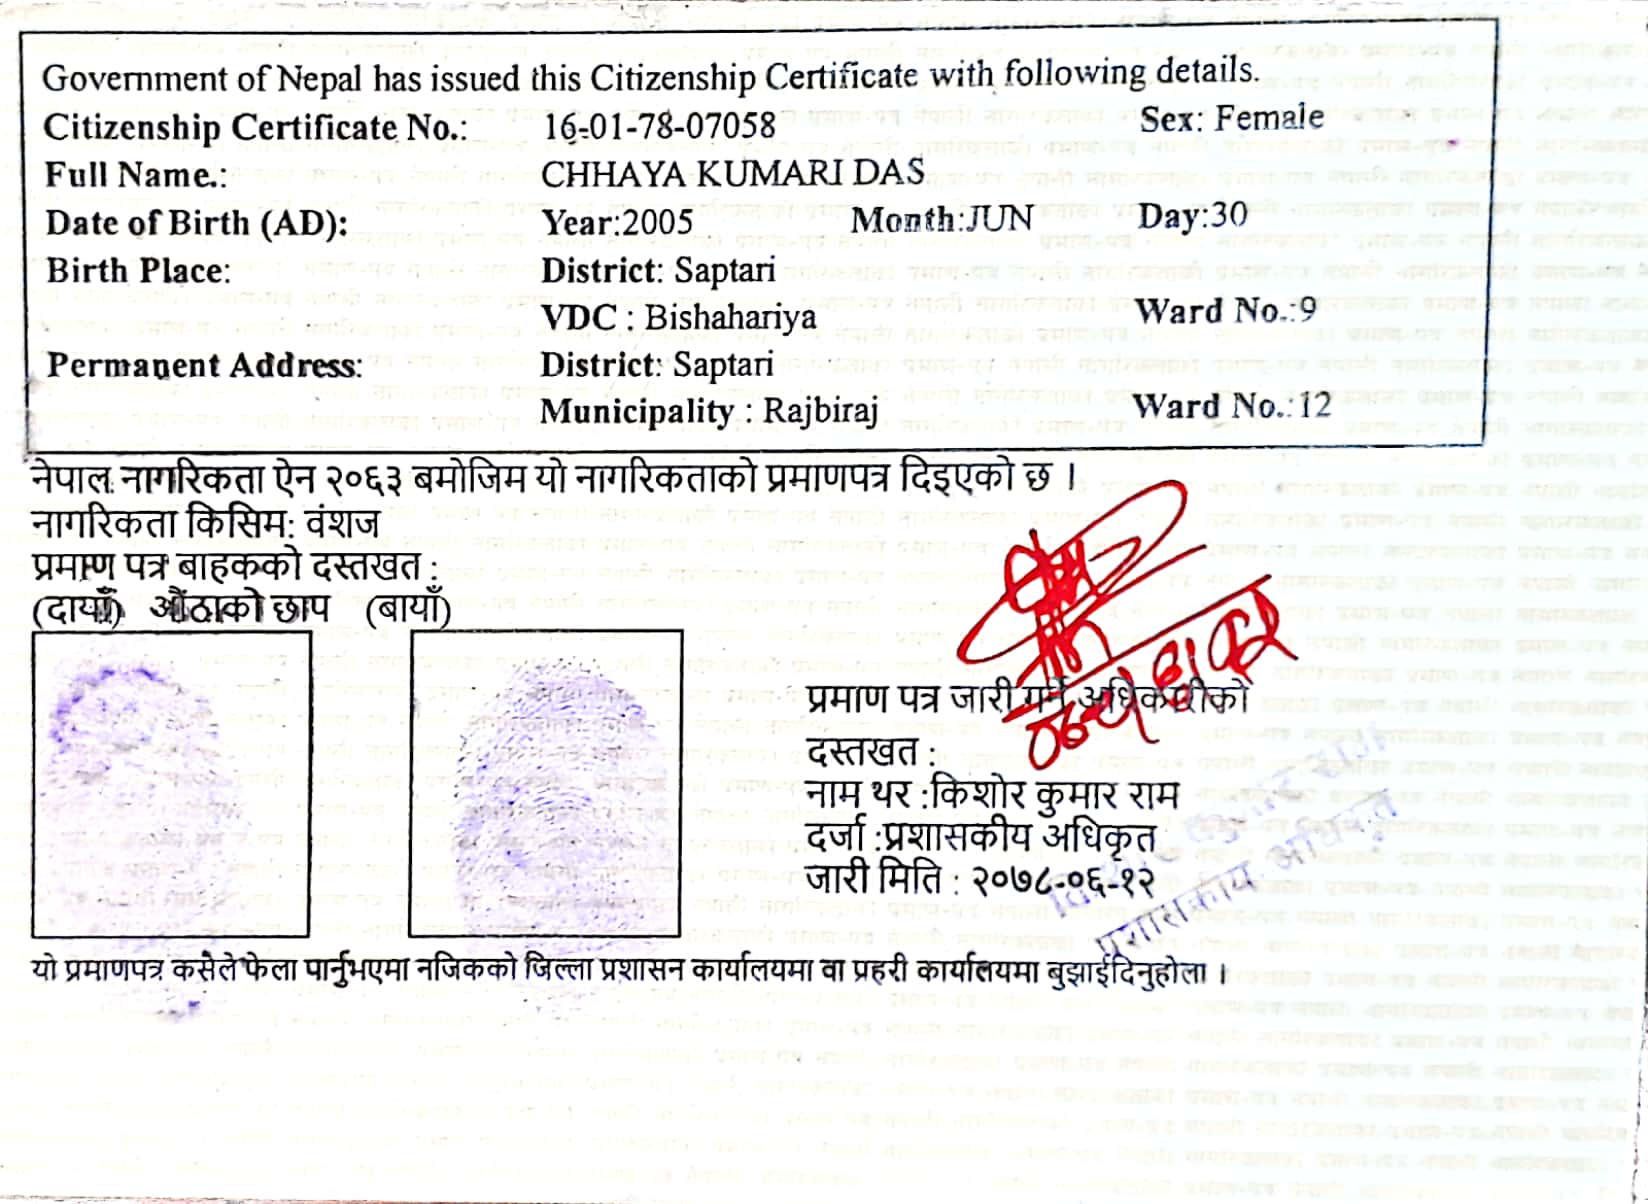 Government of Nepal has issued this Citizenship Certificate with following details.
Citizenship Certificate No.: 16-01-78-07058 Sex: Female
Full Name.: CHHAYA KUMARI DAS
Date of Birth (AD): Year:2005 Month:JUN Day:30
Birth Place: District: Saptari
VDC : Bishahariya Ward No.:9
Permanent Address: District: Saptari
Municipality : Rajbiraj Ward No.:12
नेपाल नागरिकता ऐन २०६३ बमोजिम यो नागरिकताको प्रमाणपत्र दिइएको छ ।
नागरिकता किसिम: वंशज
प्रमाण पत्र बाहकको दस्तखत :
(दायाँ) औंठाको छाप (बायाँ)
प्रमाण पत्र जारी गर्ने अधिकारीको
दस्तखत :
नाम थर :किशोर कुमार राम
दर्जा :प्रशासकीय अधिकृत
जारी मिति : २०७८-०६-१२
प्रशासकीय अधिकृत
यो प्रमाणपत्र कसैले फेला पार्नुभएमा नजिकको जिल्ला प्रशासन कार्यालयमा वा प्रहरी कार्यालयमा बुझाईदिनुहोला ।